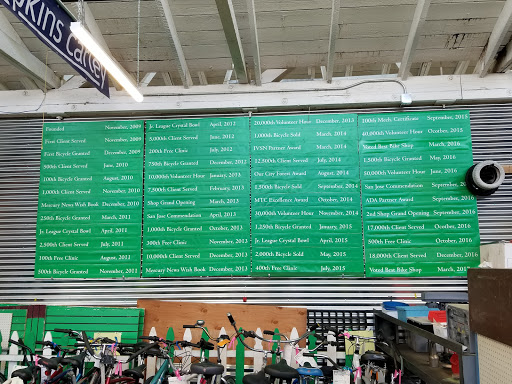 pkins Cartley
Founded November, 2009
First Client Served November, 2009
First Bicycle Granted December, 2009
500th Client Served June, 2010
100th Bicycle Granted August, 2010
1,000th Client Served November, 2010
Mercury News Wish Book December, 2010
250th Bicycle Granted March, 2011
Jr. League Crystal Bowl April, 2011
2,500th Client Served July, 2011
100th Free Clinic August, 2011
500th Bicycle Granted November, 2011
Jr. League Crystal Bowl April, 2012
5,000th Client Served June, 2012
200th Free Clinic July, 2012
750th Bicycle Granted December, 2012
10,000th Volunteer Hour January, 2013
7,500th Client Served February, 2013
Shop Grand Opening March, 2013
San Jose Commendation April, 2013
1,000th Bicycle Granted
300th Free Clinic November, 2013
10,000th Client Served December, 2013
Mercury News Wish Book December, 2013
20,000th Volunteer Hour December, 2013
1,000th Bicycle Sold March, 2014
FVSN Partner Award March, 2014
12,500th Client Served July, 2014
Our City Forest Award August, 2014
1,500th Bicycle Sold September, 2014
MTC Excellence Award October, 2014
30,000th Volunteer Hour November, 2014
1,250th Bicycle Granted January, 2015
Jr. League Crystal Bowl April, 2015
2,000th Bicycle Sold May, 2015
400th Free Clinic July, 2015
100th Mech. Certificate September, 2015
40,000th Volunteer Hour October, 2015
Voted Best Bike Shop March, 2016
1,500th Bicycle Granted May, 2016
50,000th Volunteer Hour June, 2016
San Jose Commendation September, 2016
ADA Partner Award September, 2016
2nd Shop Grand Opening September, 2016
17,000th Client Served October, 2016
500th Free Clinic October, 2016
18,000th Client Served December, 2016
Voted Best Bike Shop March,